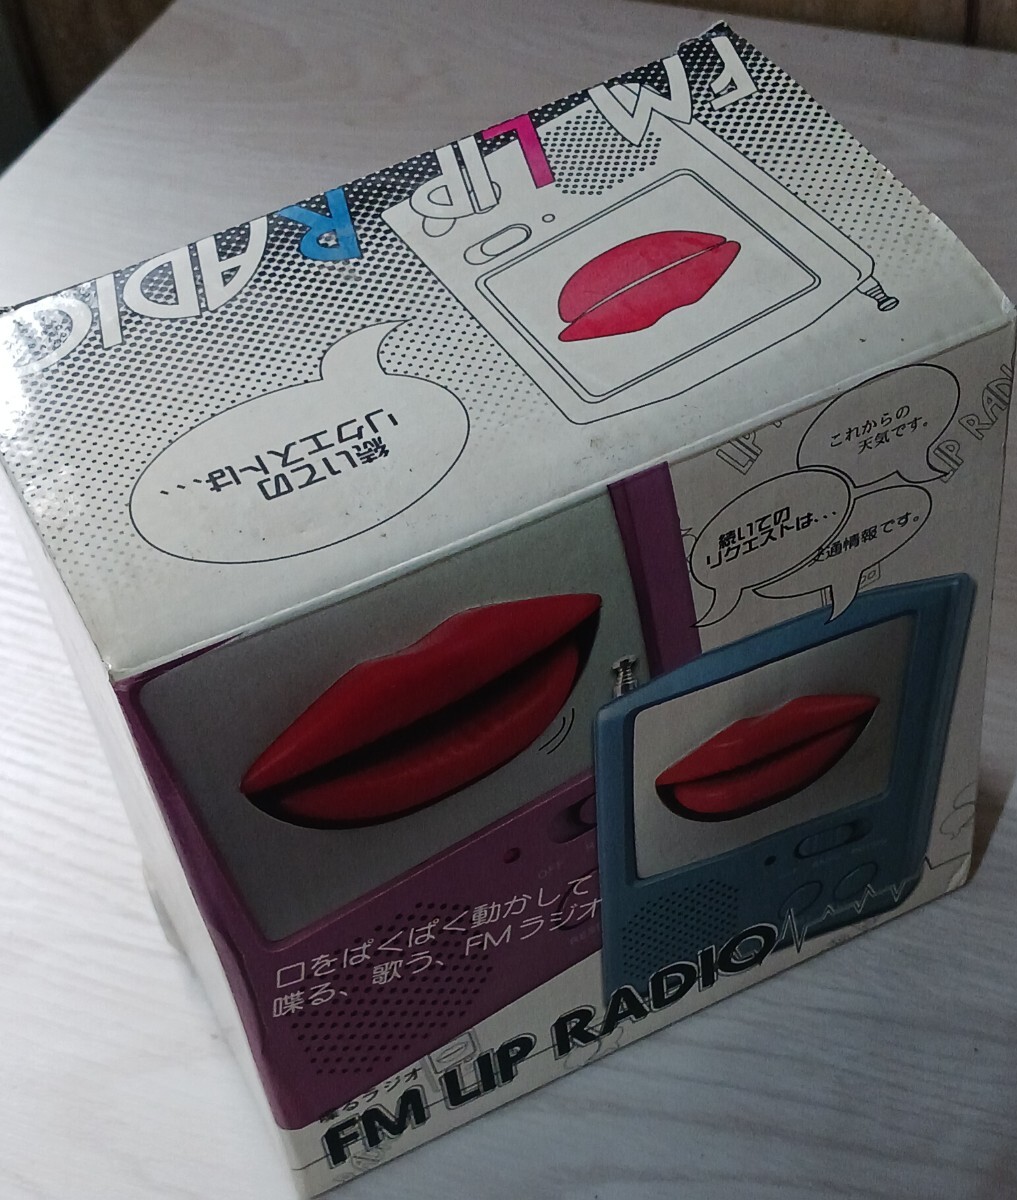 FM LIP RADIO
続いての
リクエストは、、、
これからの
天気です。
続いての
リクエストは、、、
交通情報です。
LIP RADI
口をぱくぱく動かして
喋る、歌う、FMラジオ
喋るラジオ
FM LIP RADIO